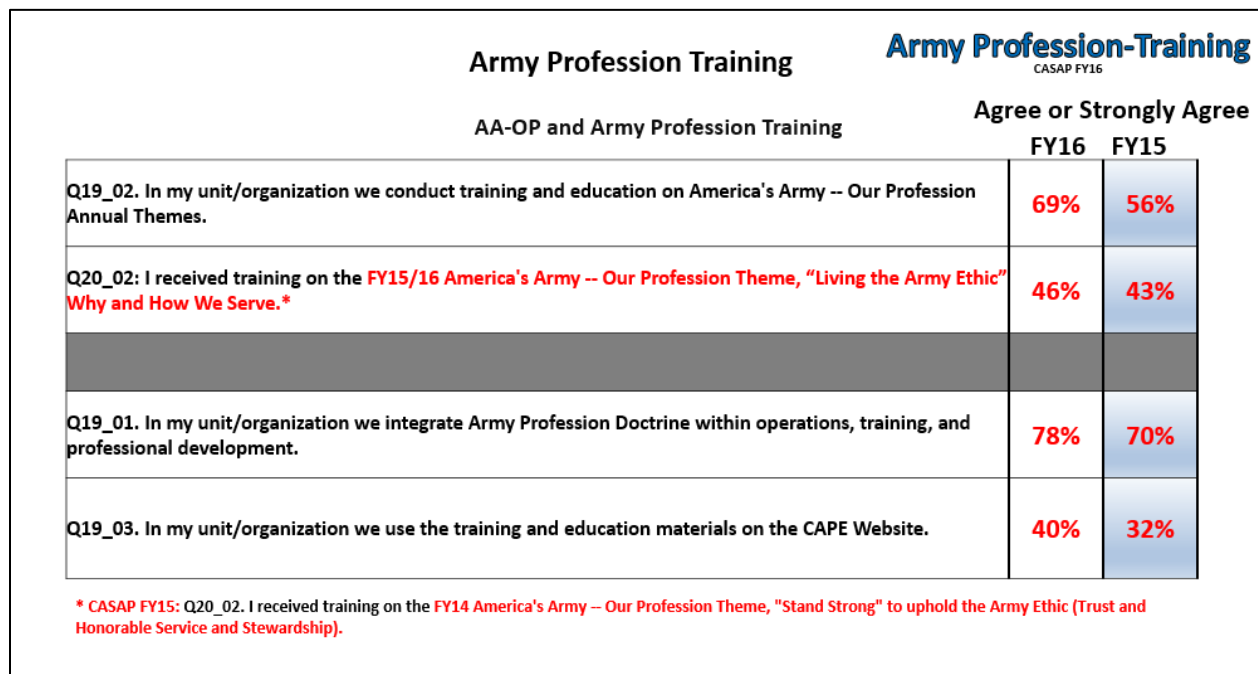 Army Profession Training
Army Profession-Training
CASAP FY16
AA-OP and Army Profession Training
Agree or Strongly Agree
FY16 FY15
Q19_02. In my unit/organization we conduct training and education on America's Army -- Our Profession
Annual Themes.
69% 56%
Q20_02: I received training on the FY15/16 America's Army -- Our Profession Theme, “Living the Army Ethic”
Why and How We Serve.*
46% 43%
Q19_01. In my unit/organization we integrate Army Profession Doctrine within operations, training, and
professional development.
78% 70%
Q19_03. In my unit/organization we use the training and education materials on the CAPE Website.
40% 32%
* CASAP FY15: Q20_02. I received training on the FY14 America's Army -- Our Profession Theme, "Stand Strong" to uphold the Army Ethic (Trust and
Honorable Service and Stewardship).